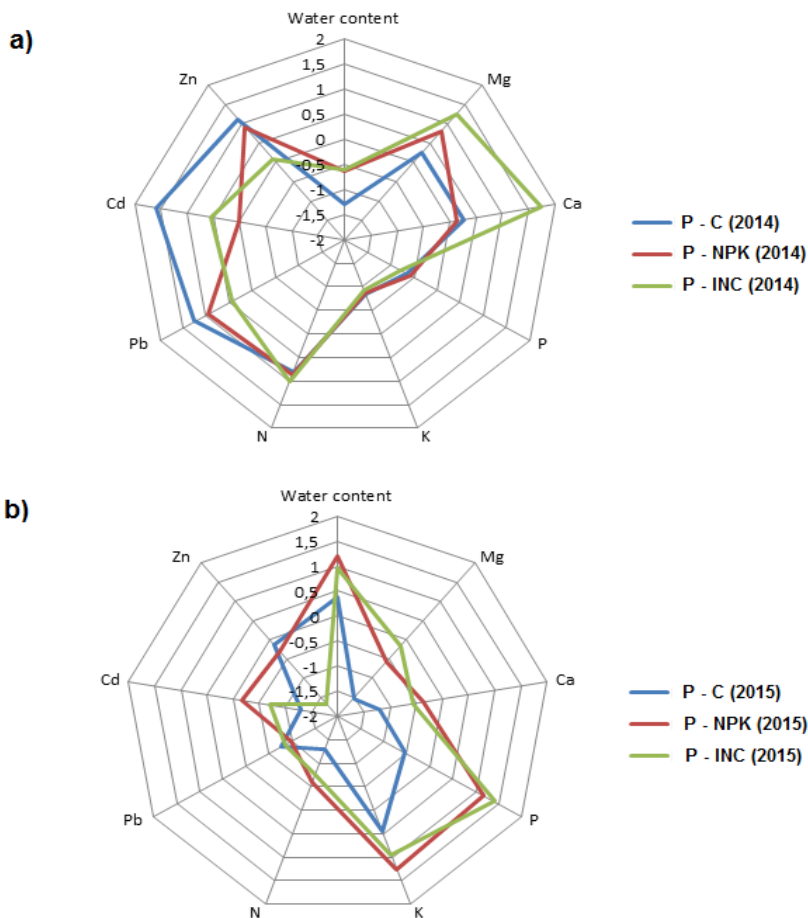 a)
Water content
2
1,5
1
0,5
0
-0,5
-1
-1,5
-2
Mg
Ca
P
K
N
Pb
Cd
Zn
P - C (2014)
P - NPK (2014)
P - INC (2014)
b)
Water content
2
1,5
1
0,5
0
-0,5
-1
-1,5
-2
Mg
Ca
P
K
N
Pb
Cd
Zn
P - C (2015)
P - NPK (2015)
P - INC (2015)